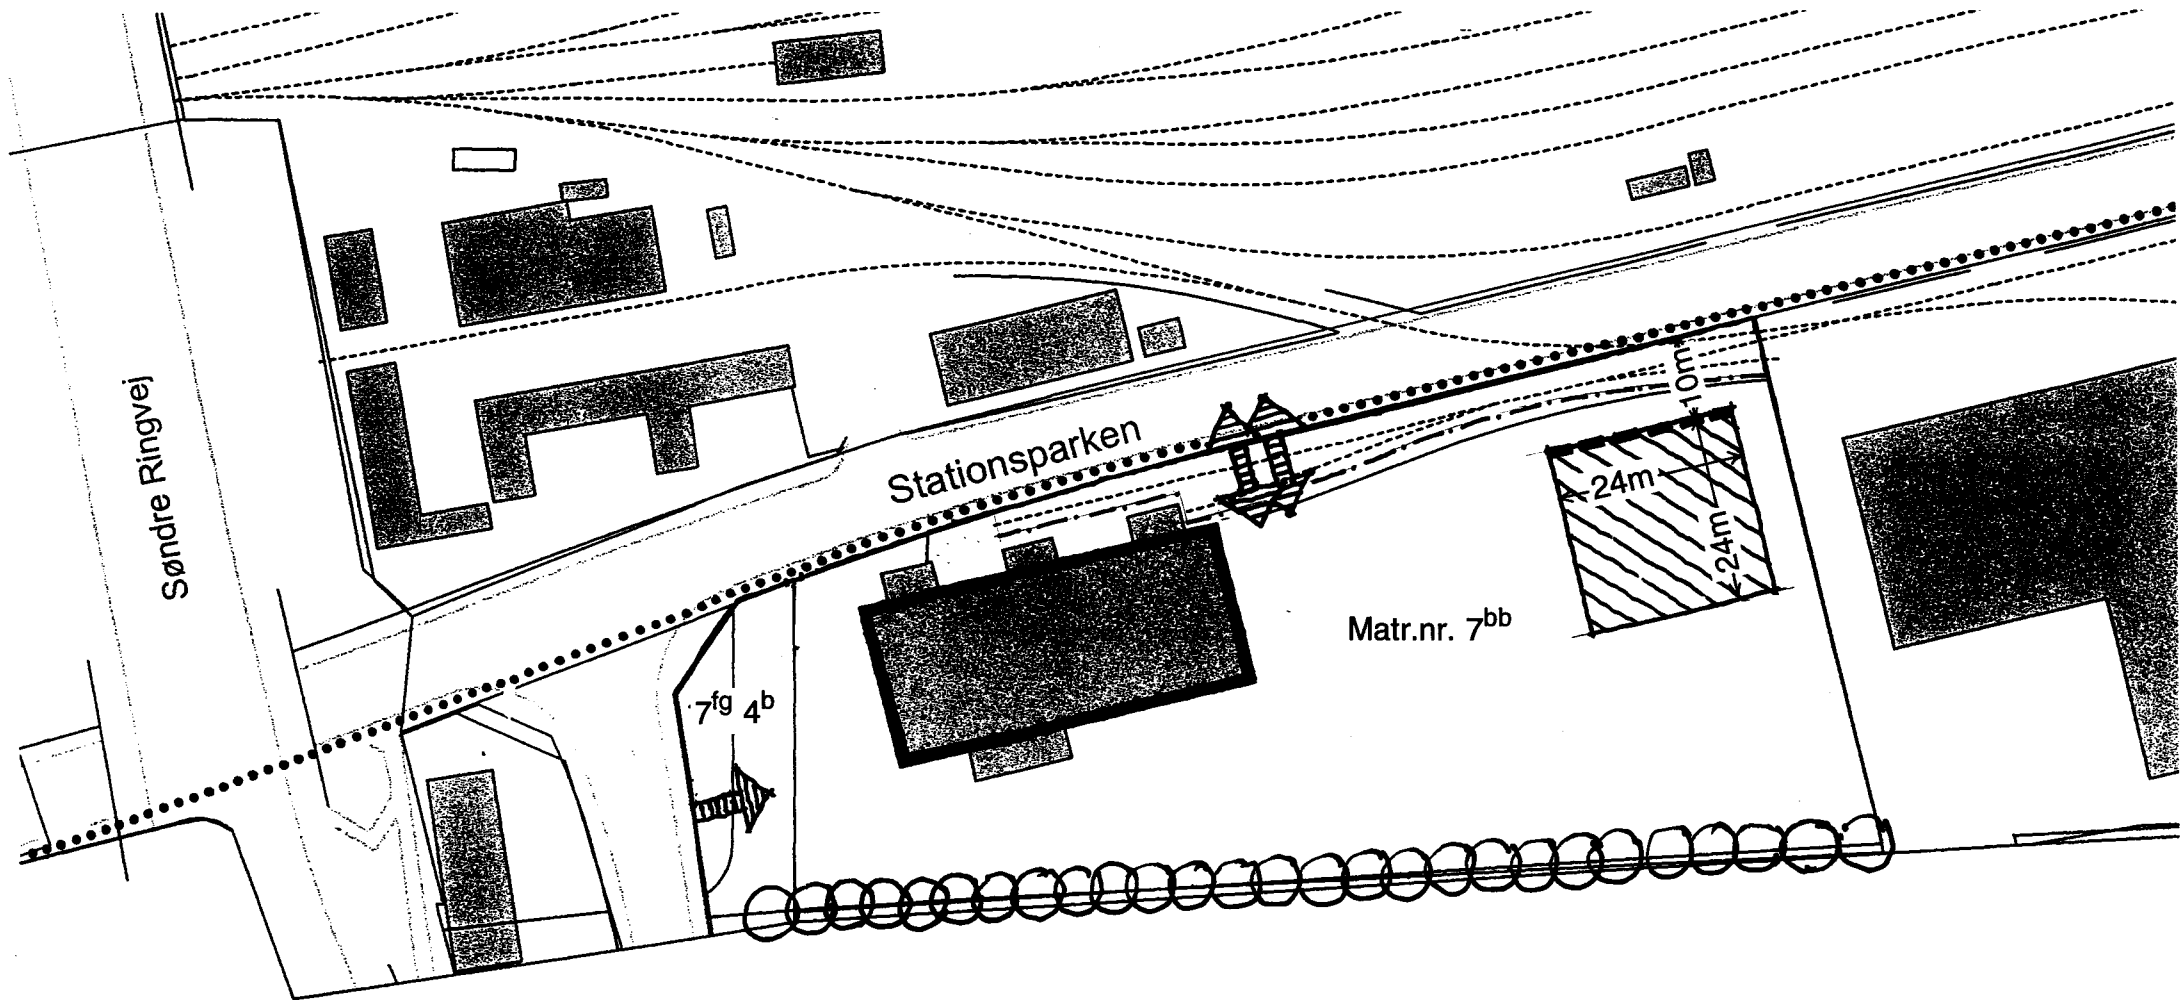 Søndre Ringvej
Stationsparken
10m
24m
24m
Matr.nr. 7bb
7fg 4b